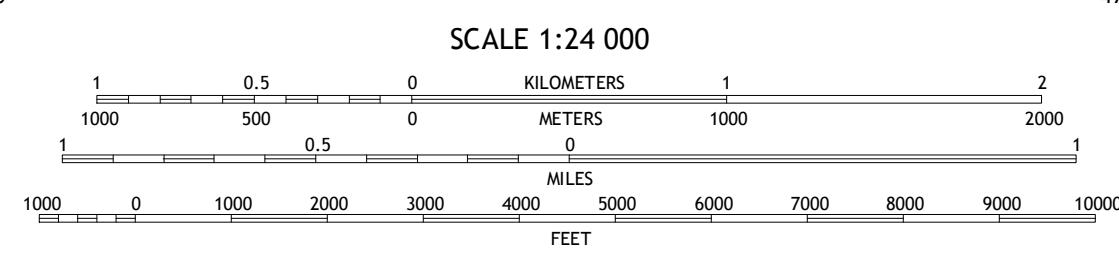 SCALE 1:24 000
1 0.5 0 KILOMETERS 1 2
1000 500 0 METERS 1000 2000
1 0.5 0 1
MILES
1000 0 1000 2000 3000 4000 5000 6000 7000 8000 9000 10000
FEET